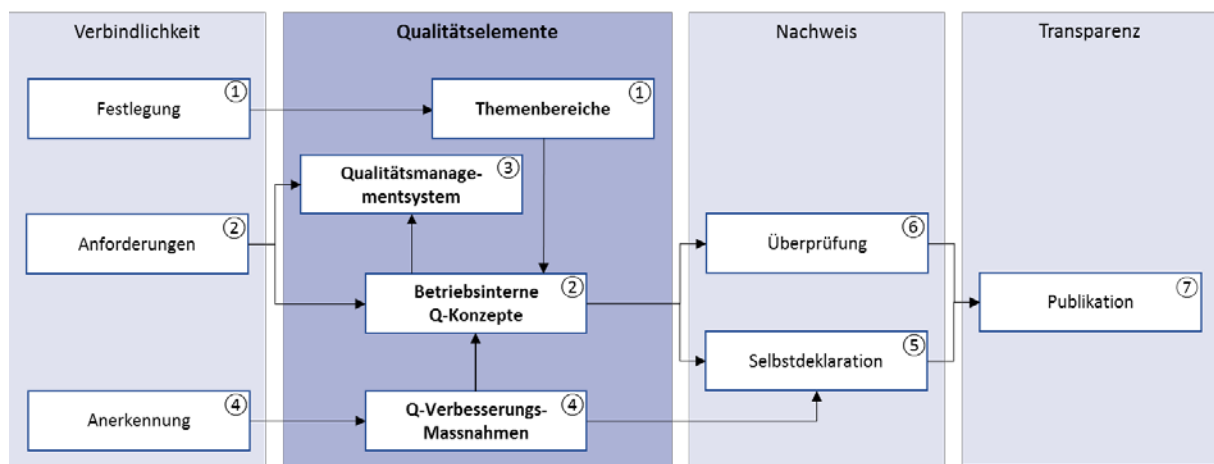 Verbindlichkeit
Qualitätselemente
Nachweis
Transparenz
Festlegung
①
Themenbereiche
①
Qualitätsmanage-
mentsystem
③
Anforderungen
②
Überprüfung
⑥
Betriebsinterne
Q-Konzepte
②
Publikation
⑦
Selbstdeklaration
⑤
Anerkennung
④
Q-Verbesserungs-
Massnahmen
④